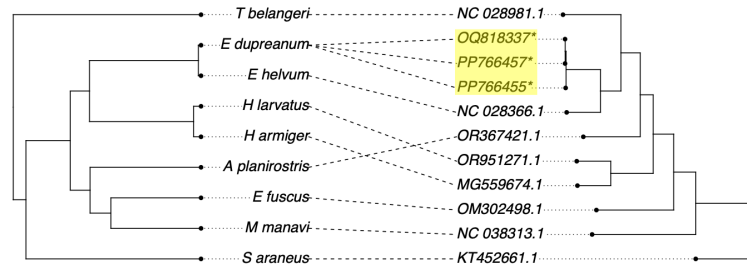 T belangeri
E dupreanum
E helvum
H larvatus
H armiger
A planirostris
E fuscus
M manavi
S araneus
NC 028981.1
OQ818337*
PP766457*
PP766455*
NC 028366.1
OR367421.1
OR951271.1
MG559674.1
OM302498.1
NC 038313.1
KT452661.1